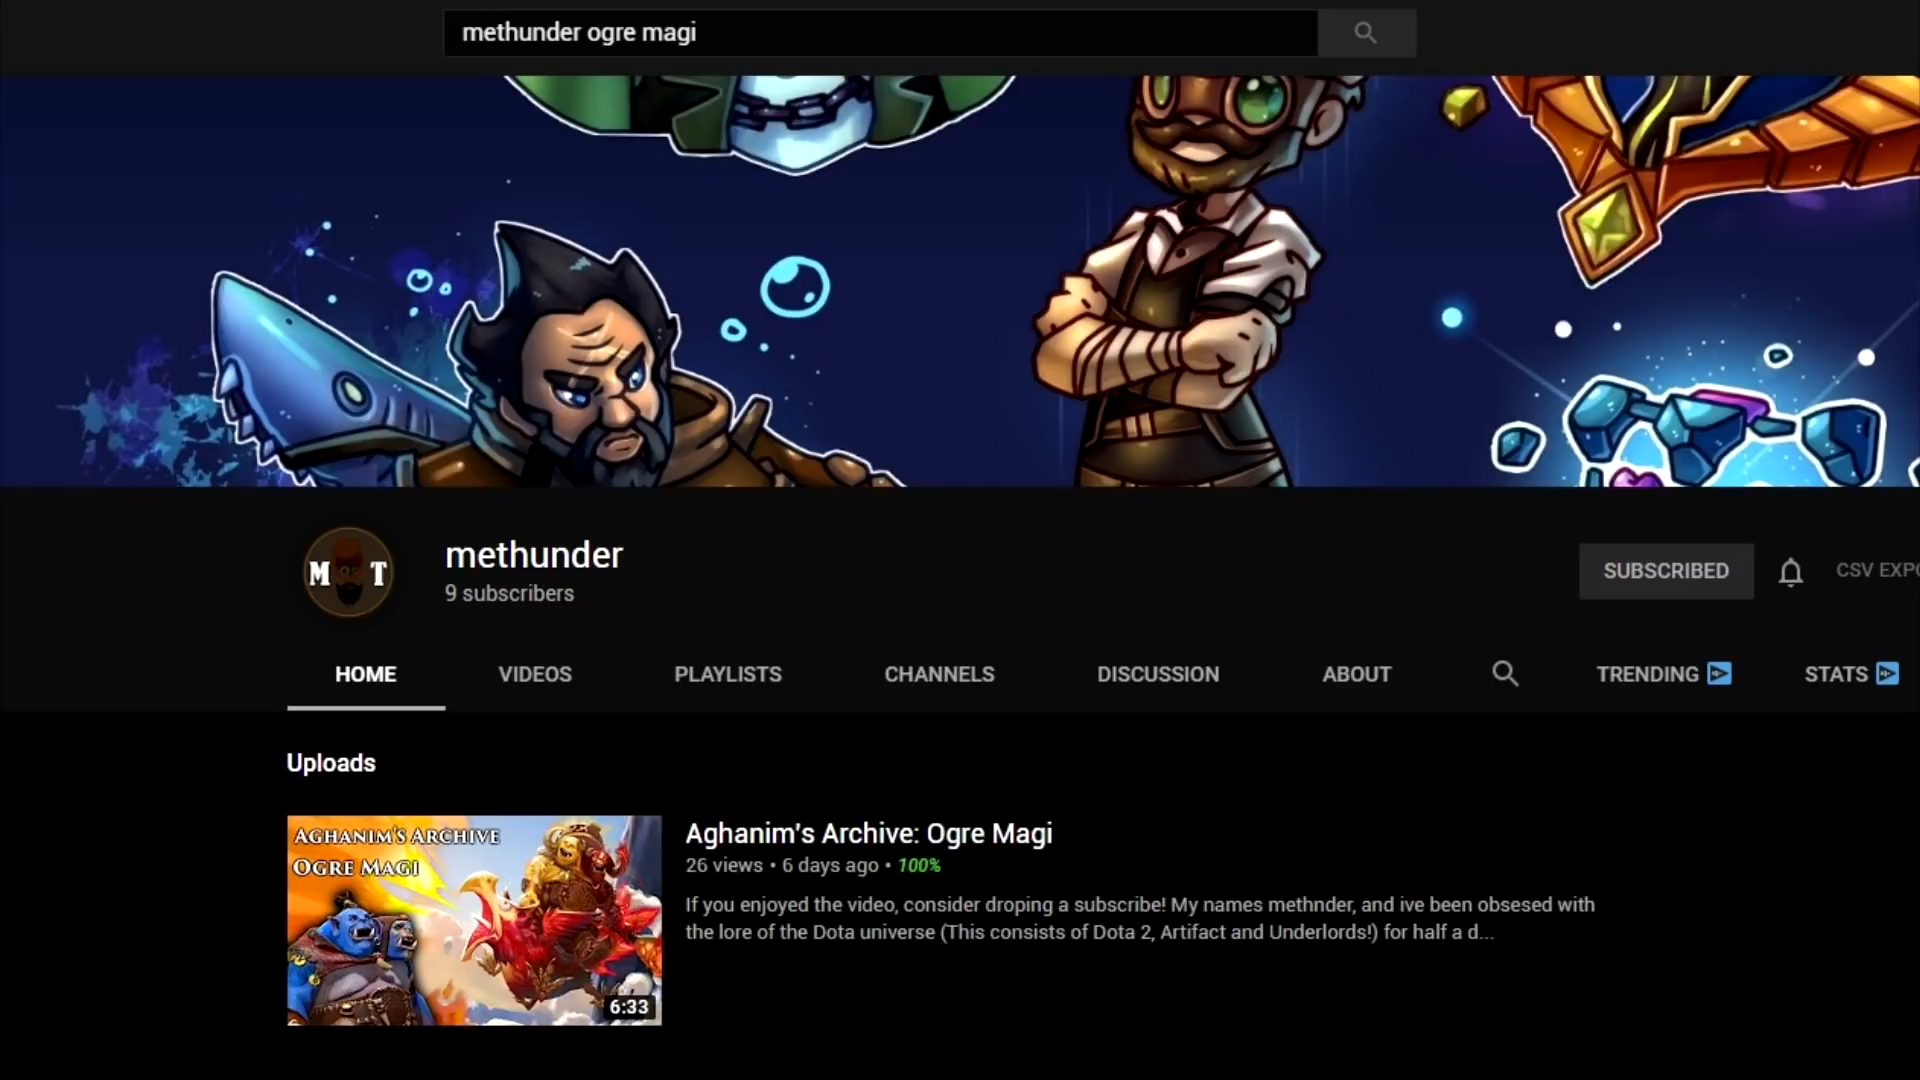 methunder ogre magi
M T
methunder
9 subscribers
SUBSCRIBED
CSV EXPO
HOME VIDEOS PLAYLISTS CHANNELS DISCUSSION ABOUT TRENDING STATS
Uploads
AGHANIM'S ARCHIVE
OGRE MAGI
6:33
Aghanim's Archive: Ogre Magi
26 views • 6 days ago • 100%
If you enjoyed the video, consider droping a subscribe! My names methnder, and ive been obsesed with
the lore of the Dota universe (This consists of Dota 2, Artifact and Underlords!) for half a d...